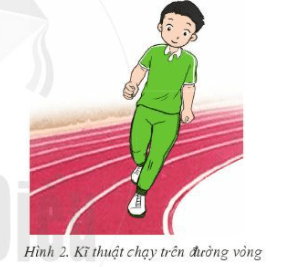 Hình 2. Kĩ thuật chạy trên đường vòng